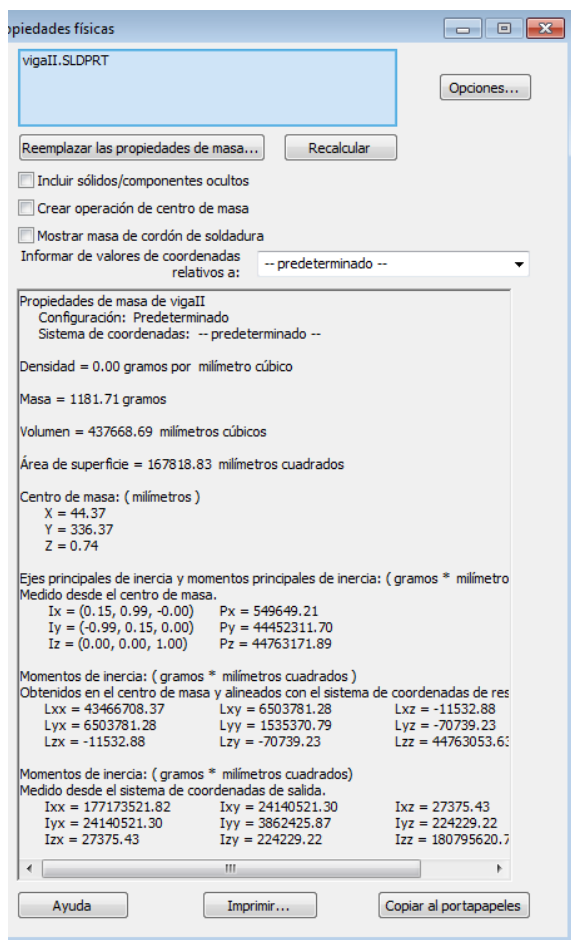 opiedades físicas
vigaII.SLDPRT
Opciones...
Reemplazar las propiedades de masa...
Recalcular
Incluir sólidos/componentes ocultos
Crear operación de centro de masa
Mostrar masa de cordón de soldadura
Informar de valores de coordenadas
relativos a:
-- predeterminado --
Propiedades de masa de vigaII
Configuración: Predeterminado
Sistema de coordenadas: -- predeterminado --
Densidad = 0.00 gramos por milímetro cúbico
Masa = 1181.71 gramos
Volumen = 437668.69 milímetros cúbicos
Área de superficie = 167818.83 milímetros cuadrados
Centro de masa: ( milímetros )
X = 44.37
Y = 336.37
Z = 0.74
Ejes principales de inercia y momentos principales de inercia: ( gramos * milímetro
Medido desde el centro de masa.
Ix = (0.15, 0.99, -0.00) Px = 549649.21
Iy = (-0.99, 0.15, 0.00) Py = 44452311.70
Iz = (0.00, 0.00, 1.00) Pz = 44763171.89
Momentos de inercia: ( gramos * milímetros cuadrados )
Obtenidos en el centro de masa y alineados con el sistema de coordenadas de res
Lxx = 43466708.37 Lxy = 6503781.28 Lxz = -11532.88
Lyx = 6503781.28 Lyy = 1535370.79 Lyz = -70739.23
Lzx = -11532.88 Lzy = -70739.23 Lzz = 44763053.63
Momentos de inercia: ( gramos * milímetros cuadrados)
Medido desde el sistema de coordenadas de salida.
Ixx = 177173521.82 Ixy = 24140521.30 Ixz = 27375.43
Iyx = 24140521.30 Iyy = 3862425.87 Iyz = 224229.22
Izx = 27375.43 Izy = 224229.22 Izz = 180795620.7
Ayuda
Imprimir...
Copiar al portapapeles